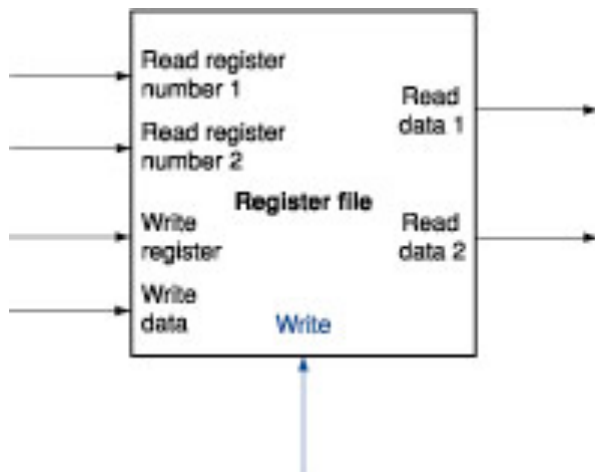 Read register
number 1
Read
data 1
Read register
number 2
Register file
Write
register
Read
data 2
Write
data
Write